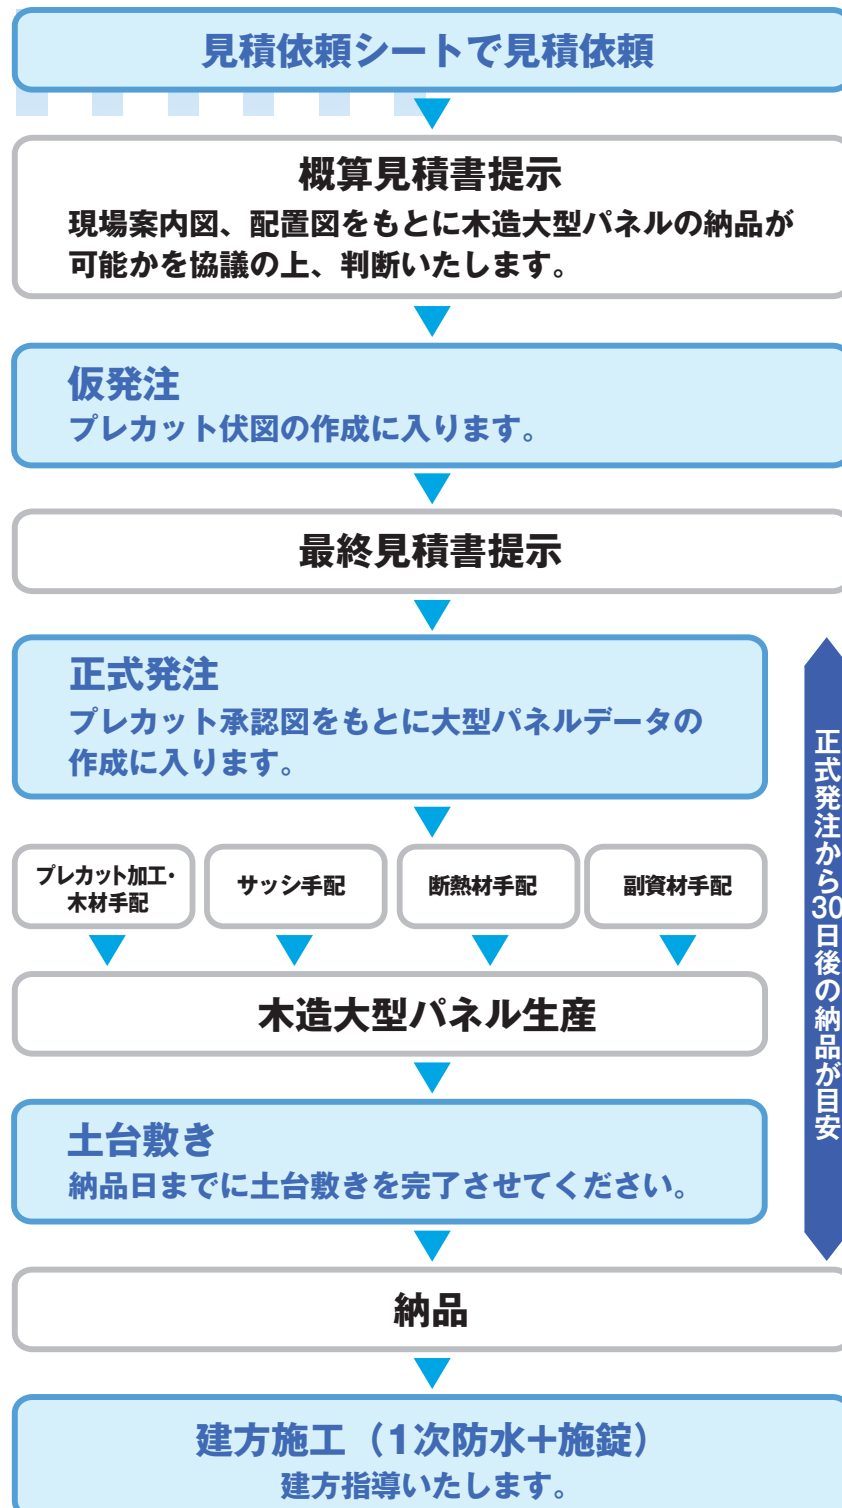 見積依頼シートで見積依頼
概算見積書提示
現場案内図、配置図をもとに木造大型パネルの納品が
可能かを協議の上、判断いたします。
仮発注
プレカット伏図の作成に入ります。
最終見積書提示
正式発注
プレカット承認図をもとに大型パネルデータの
作成に入ります。
正式発注から30日後の納品が目安
プレカット加工・
木材手配
サッシ手配
断熱材手配
副資材手配
木造大型パネル生産
土台敷き
納品日までに土台敷きを完了させてください。
納品
建方施工（1次防水＋施錠）
建方指導いたします。